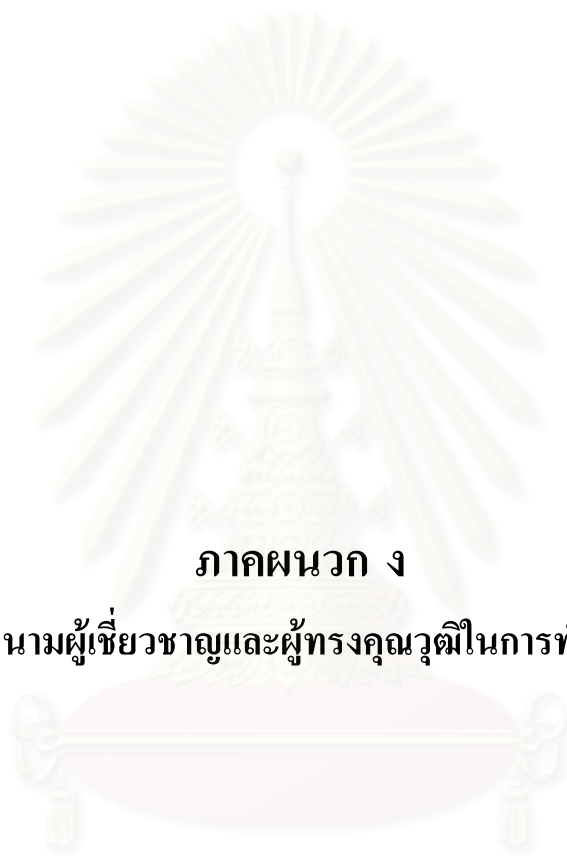 ภาคผนวก ง
นามผู้เชี่ยวชาญและผู้ทรงคุณวุฒิในการ